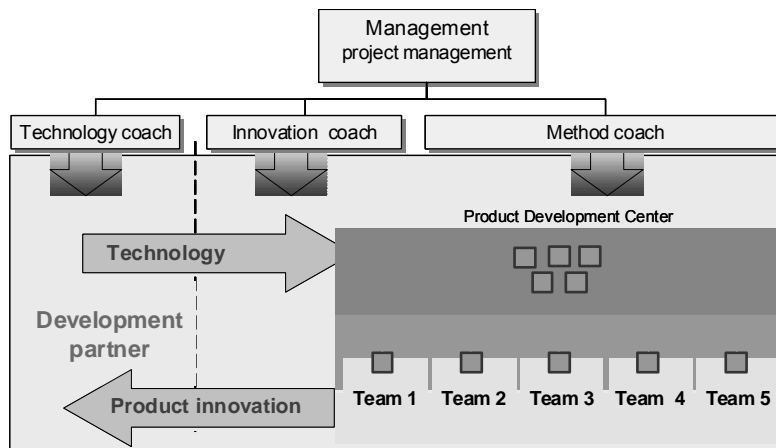 Management
project management
Technology coach
Innovation coach
Method coach
Product Development Center
Technology
Development
partner
Product innovation
Team 1
Team 2
Team 3
Team 4
Team 5